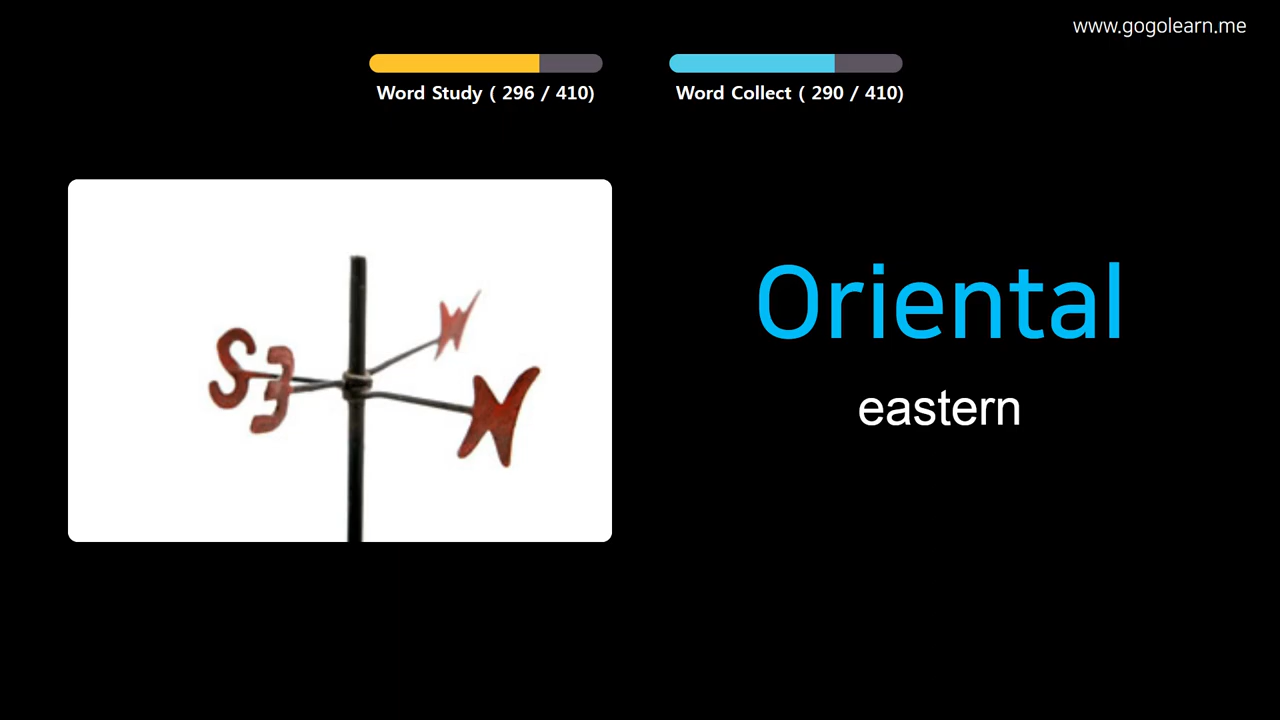 www.gogolearn.me
Word Study ( 296 / 410)
Word Collect ( 290 / 410)
Oriental
eastern
S
E
W
N